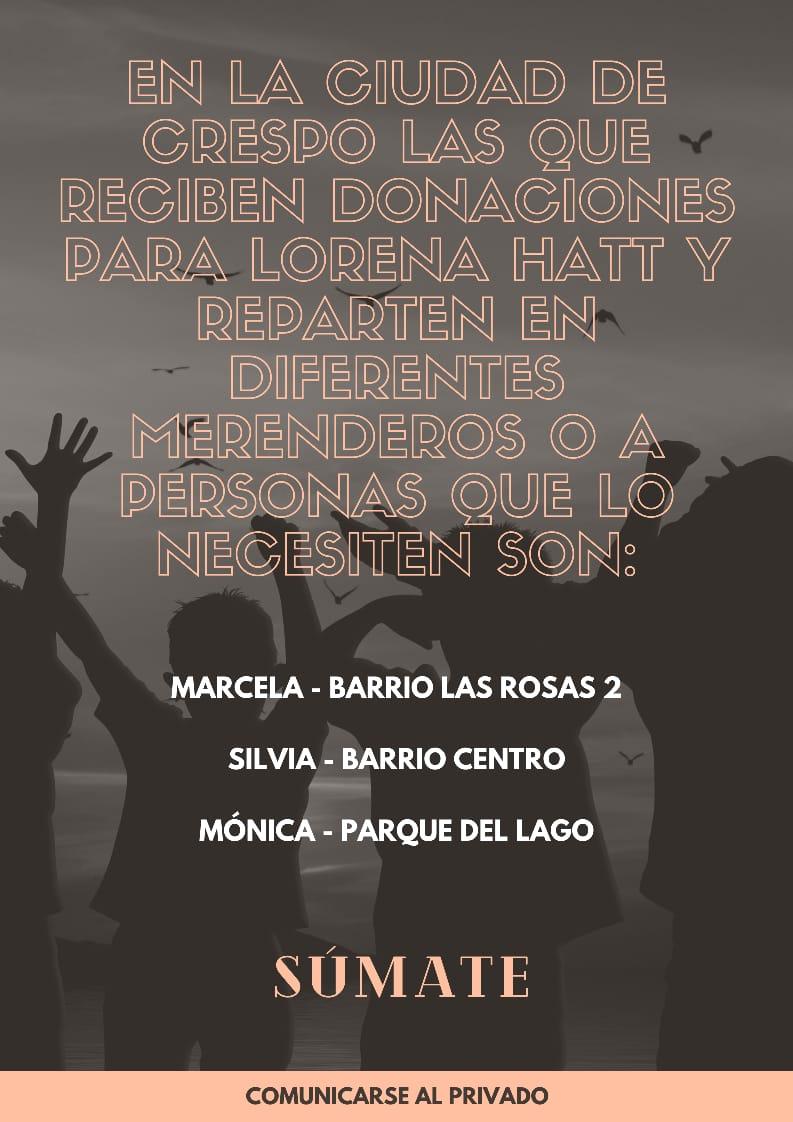 EN LA CIUDAD DE
CRESPO LAS QUE
RECIBEN DONACIONES
PARA LORENA HATT Y
REPARTEN EN
DIFERENTES
MERENDEROS O A
PERSONAS QUE LO
NECESITEN SON:
MARCELA - BARRIO LAS ROSAS 2
SILVIA - BARRIO CENTRO
MÓNICA - PARQUE DEL LAGO
SÚMATE
COMUNICARSE AL PRIVADO